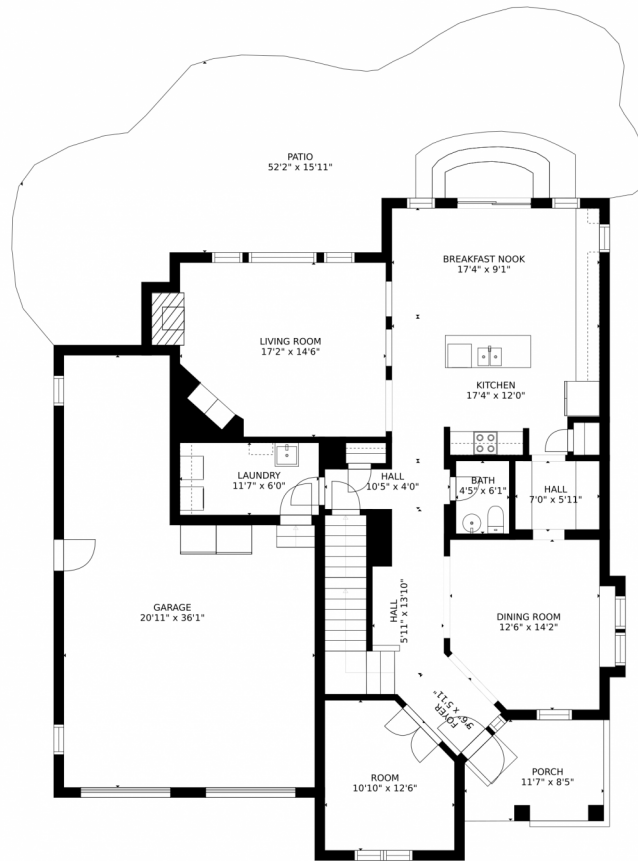 PATIO
52'2" x 15'11"
BREAKFAST NOOK
17'4" x 9'1"
LIVING ROOM
17'2" x 14'6"
KITCHEN
17'4" x 12'0"
LAUNDRY
11'7" x 6'0"
HALL
10'5" x 4'0"
BATH
4'5" x 6'1"
HALL
7'0" x 5'11"
GARAGE
20'11" x 36'1"
HALL
5'11" x 13'10"
DINING ROOM
12'6" x 14'2"
FOYER
9'6" x 5'11"
ROOM
10'10" x 12'6"
PORCH
11'7" x 8'5"